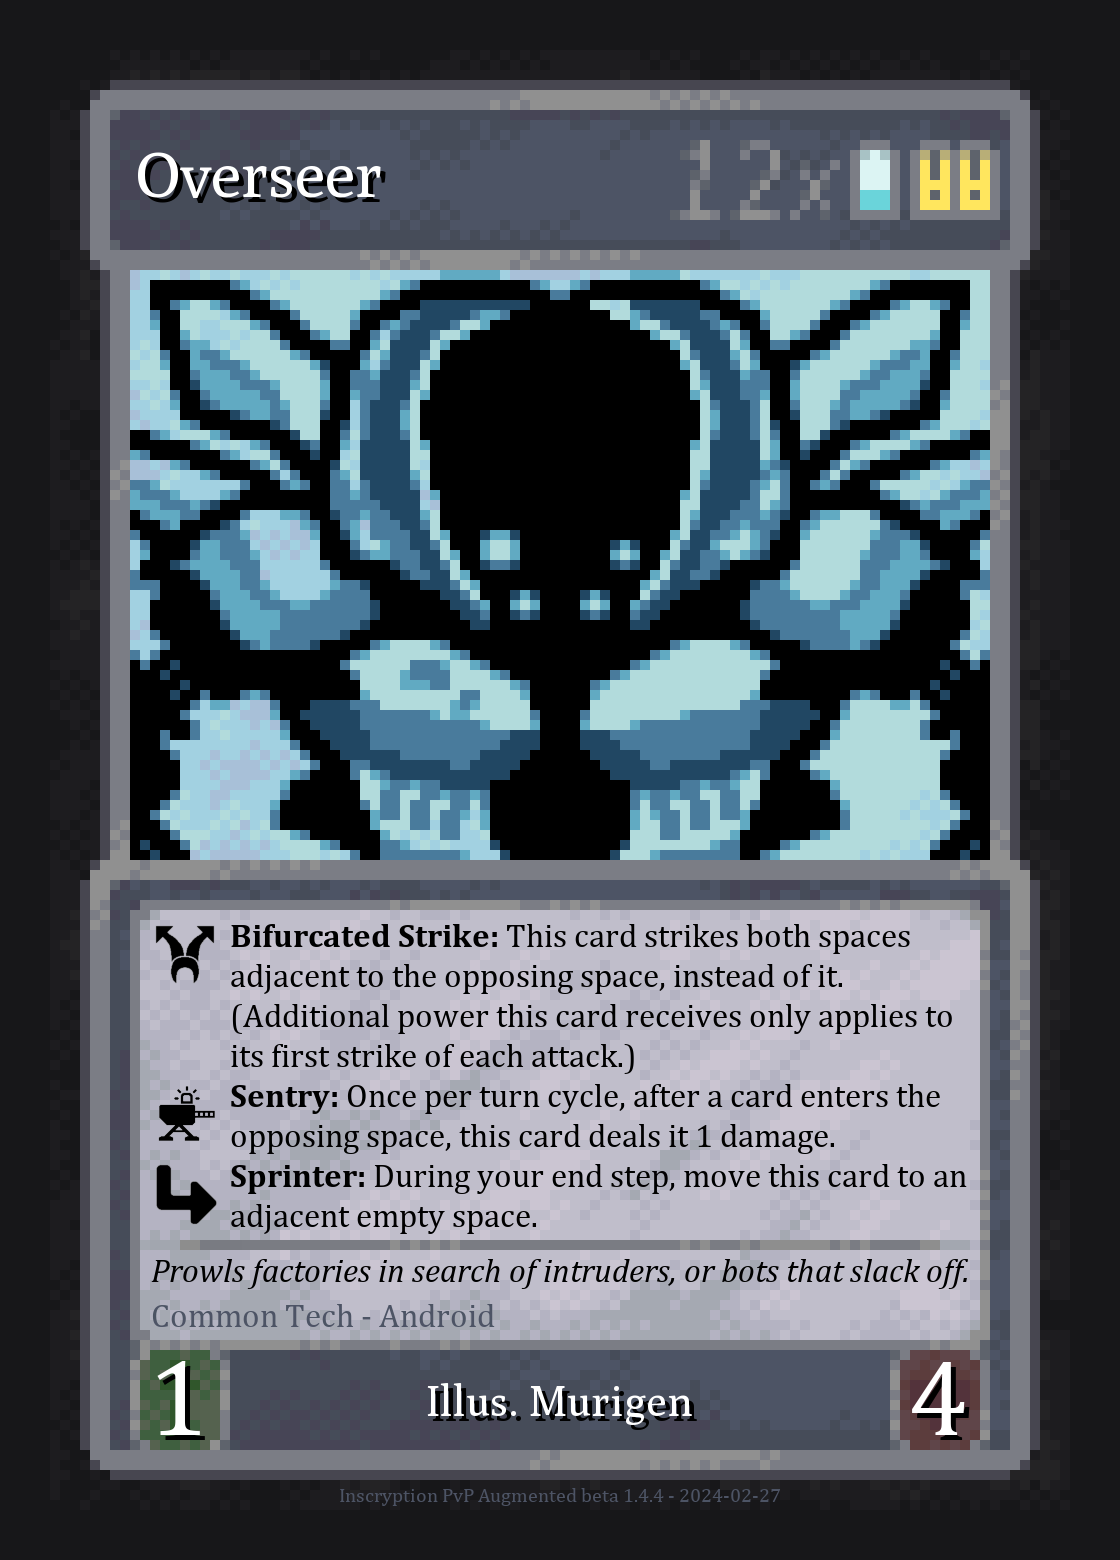 Overseer
12x
Bifurcated Strike: This card strikes both spaces
adjacent to the opposing space, instead of it.
(Additional power this card receives only applies to
its first strike of each attack.)
Sentry: Once per turn cycle, after a card enters the
opposing space, this card deals it 1 damage.
Sprinter: During your end step, move this card to an
adjacent empty space.
Prowls factories in search of intruders, or bots that slack off.
Common Tech - Android
1
Illus. Murigen
4
Inscryption PvP Augmented beta 1.4.4 - 2024-02-27